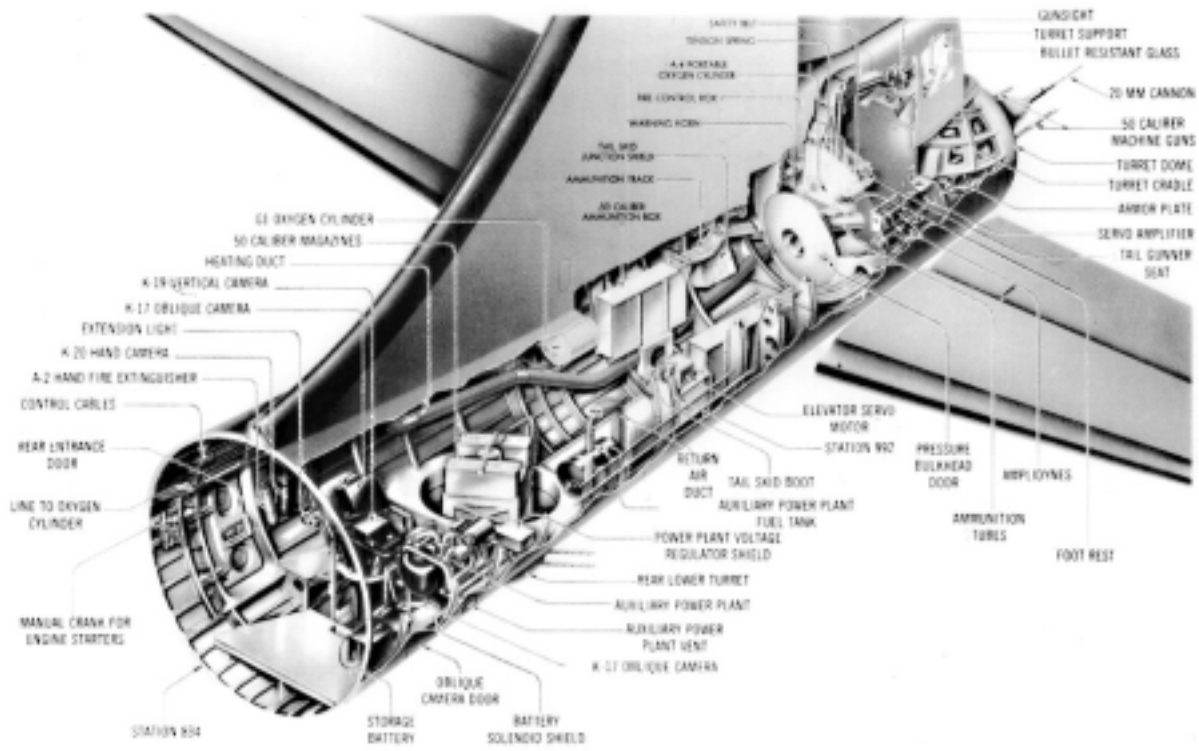 GUNSIGHT
SAFETY BELT
TURRET SUPPORT
TENSION SPRING
BULLET RESISTANT GLASS
A-4 PORTABLE
OXYGEN CYLINDER
20 MM CANNON
FIRE CONTROL BOX
50 CALIBER
MACHINE GUNS
WARNING HORN
TURRET DOME
TAIL SKID
JUNCTION SHIELD
TURRET CRADLE
AMMUNITION TRACK
ARMOR PLATE
.50 CALIBER
AMMUNITION BOX
SERVO AMPLIFIER
G1 OXYGEN CYLINDER
TAIL GUNNER
SEAT
50 CALIBER MAGAZINES
HEATING DUCT
K-19 VERTICAL CAMERA
K-17 OBLIQUE CAMERA
EXTENSION LIGHT
K-20 HAND CAMERA
A-2 HAND FIRE EXTINGUISHER
CONTROL CABLES
REAR ENTRANCE
DOOR
LINE TO OXYGEN
CYLINDER
MANUAL CRANK FOR
ENGINE STARTERS
STATION 834
STORAGE
BATTERY
OBLIQUE
CAMERA DOOR
BATTERY
SOLENOID SHIELD
K-17 OBLIQUE CAMERA
AUXILIARY POWER
PLANT VENT
AUXILIARY POWER PLANT
REAR LOWER TURRET
POWER PLANT VOLTAGE
REGULATOR SHIELD
AUXILIARY POWER PLANT
FUEL TANK
RETURN
AIR
DUCT
TAIL SKID BOOT
STATION 992
ELEVATOR SERVO
MOTOR
PRESSURE
BULKHEAD
DOOR
AMPLIDYNES
AMMUNITION
TUBES
FOOT REST